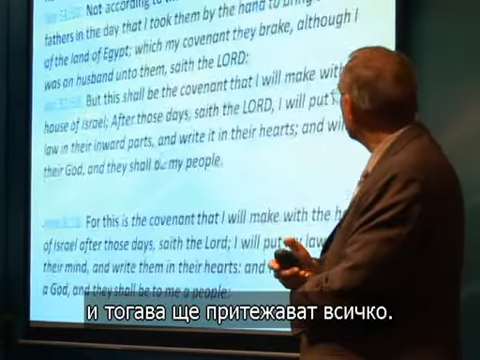 Not according to the
fathers in the day that I took them by the hand to bring
of the land of Egypt; which my covenant they brake, although I
was an husband unto them, saith the LORD:
But this shall be the covenant that I will make with
house of Israel; After those days, saith the LORD, I will put
law in their inward parts, and write it in their hearts; and wil
their God, and they shall be my people.
For this is the covenant that I will make with the h
of Israel after those days, saith the Lord; I will put my law
their mind, and write them in their hearts: and
a God, and they shall be to me a people:
и тогава ще притежават всичко.